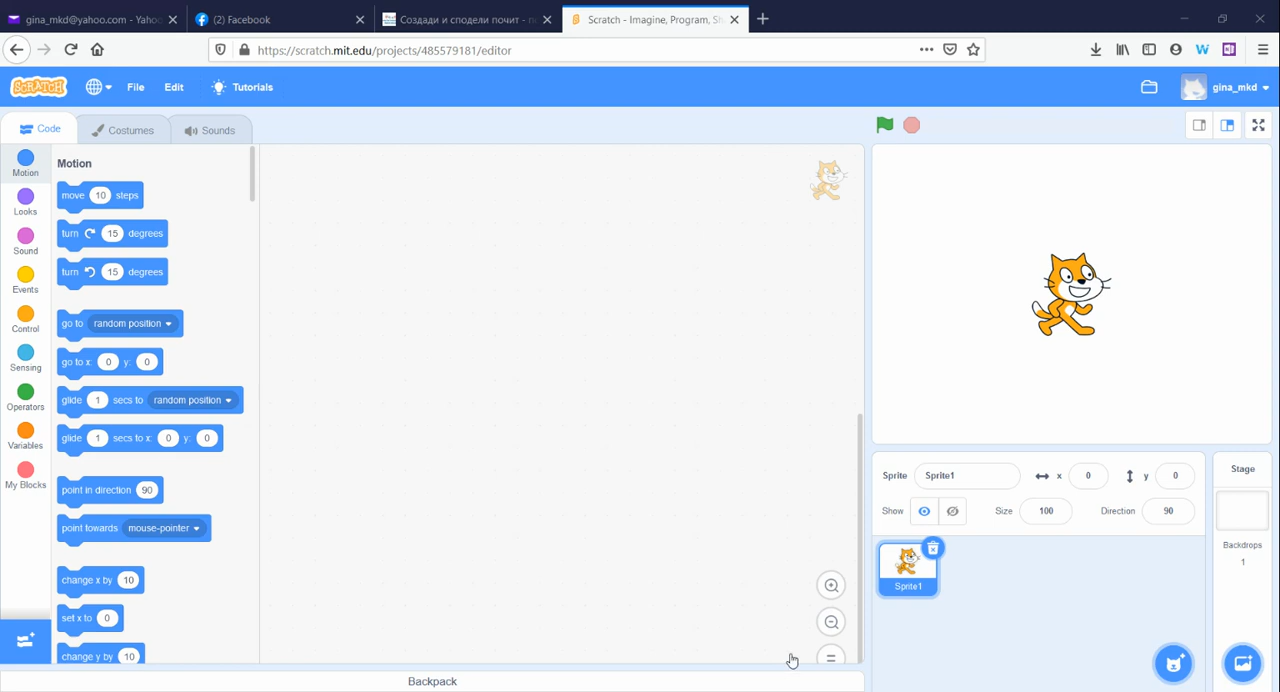 gina_mkd@yahoo.com - Yahoo
(2) Facebook
Создади и сподели почит - п
Scratch - Imagine, Program, Sh
https://scratch.mit.edu/projects/485579181/editor
SCRATCH
File
Edit
Tutorials
gina_mkd
Code
Costumes
Sounds
Motion
Looks
Sound
Events
Control
Sensing
Operators
Variables
My Blocks
Motion
move 10 steps
turn 15 degrees
turn 15 degrees
go to random position
go to x: 0 y: 0
glide 1 secs to random position
glide 1 secs to x: 0 y: 0
point in direction 90
point towards mouse-pointer
change x by 10
set x to 0
change y by 10
Backpack
Sprite Sprite1 x 0 y 0
Show Size 100 Direction 90
Sprite1
Stage
Backdrops
1